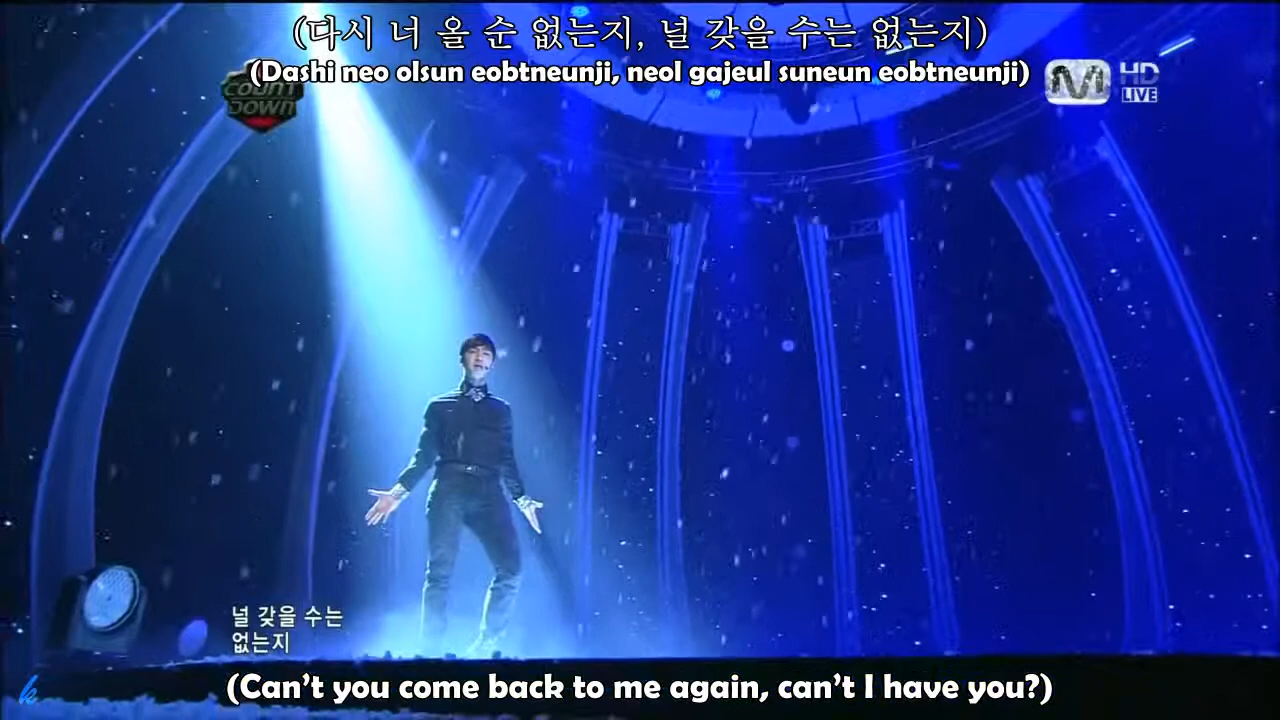 (다시 너 올 순 없는지, 널 갖을 수는 없는지)
(Dashi neo olsun eobtneunji, neol gajeul suneun eobtneunji)
COUNT
DOWN
M HD
LIVE
널 갖을 수는
없는지
(Can't you come back to me again, can't I have you?)
k